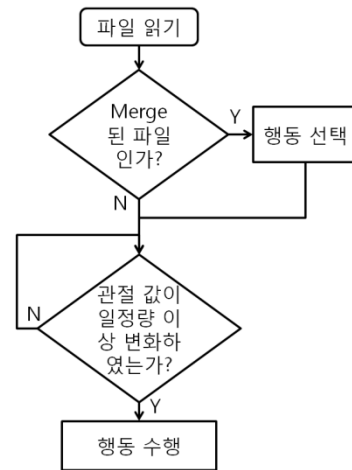 파일 읽기
Merge
된 파일
인가?
Y
행동 선택
N
관절 값이
일정량 이
상 변화하
였는가?
N
Y
행동 수행